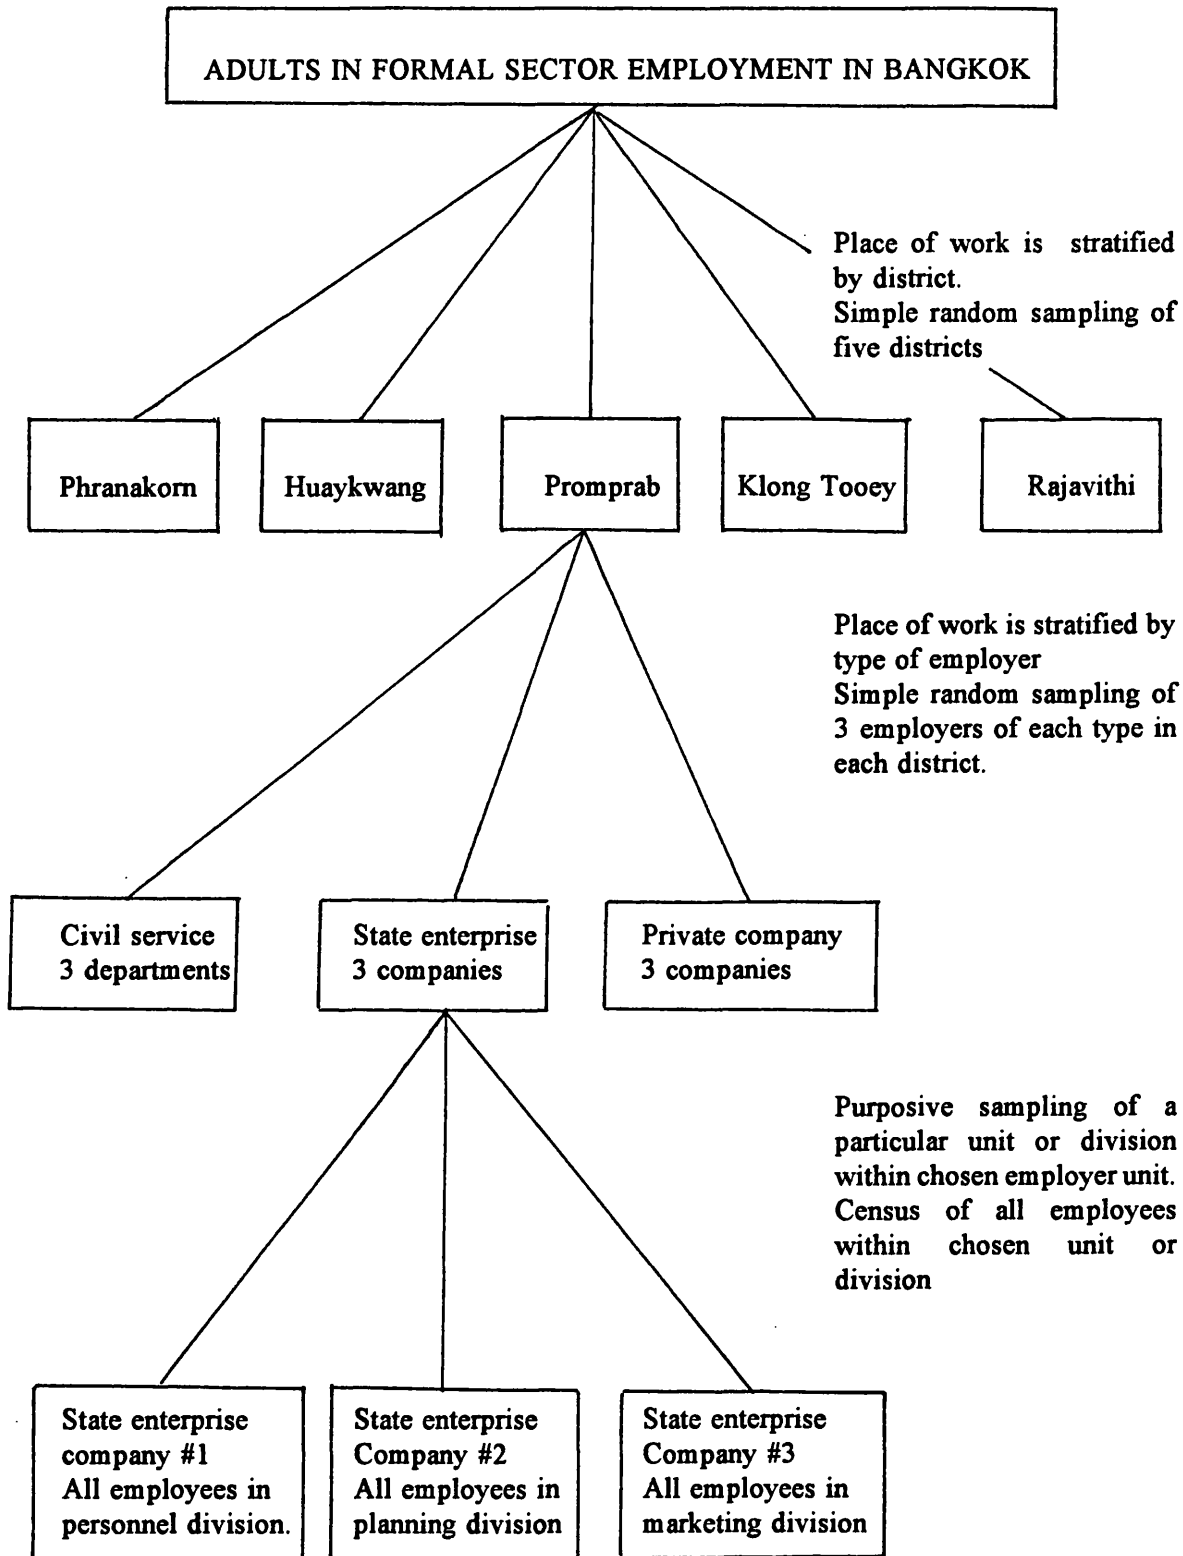 ADULTS IN FORMAL SECTOR EMPLOYMENT IN BANGKOK
Place of work is stratified
by district.
Simple random sampling of
five districts
Phranakorn
Huaykwang
Promprab
Klong Tooey
Rajavithi
Place of work is stratified by
type of employer
Simple random sampling of
3 employers of each type in
each district.
Civil service
3 departments
State enterprise
3 companies
Private company
3 companies
Purposive sampling of a
particular unit or division
within chosen employer unit.
Census of all employees
within chosen unit or
division
State enterprise
company #1
All employees in
personnel division.
State enterprise
Company #2
All employees in
planning division
State enterprise
Company #3
All employees in
marketing division